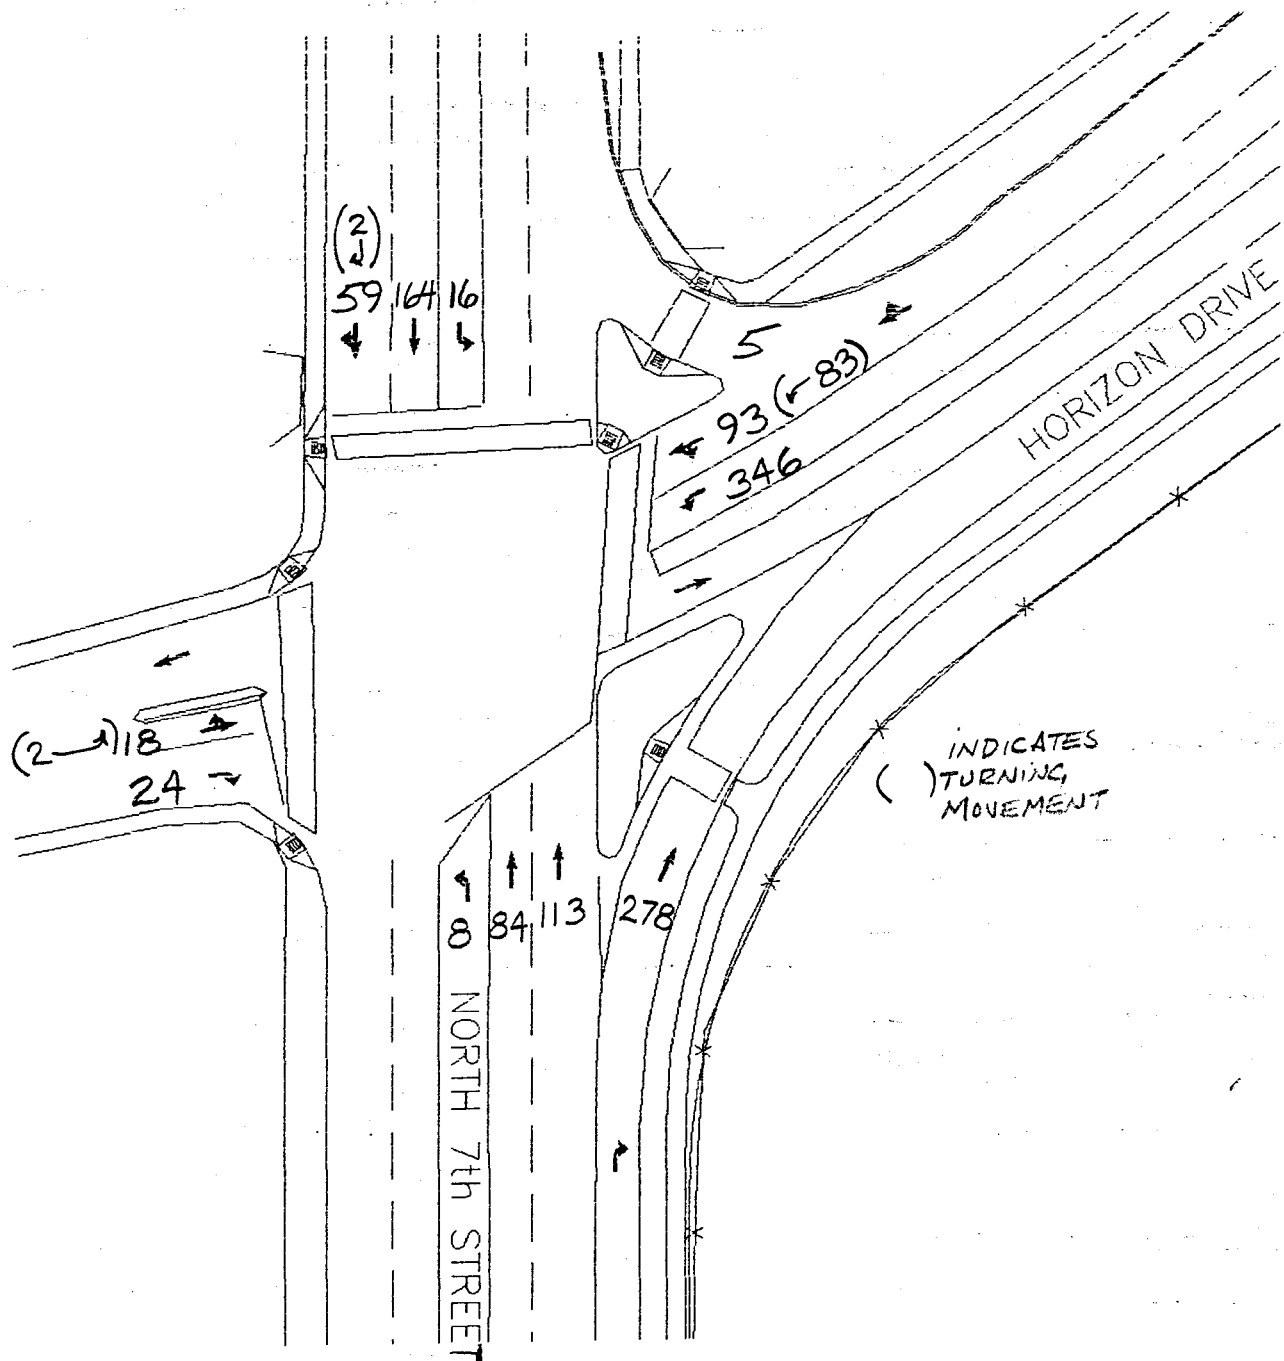 (2)
59 164 16
5
HORIZON DRIVE
93 (83)
346
(2) 18
24
INDICATES
( ) TURNING
MOVEMENT
8 84 113 278
NORTH 7th STREET